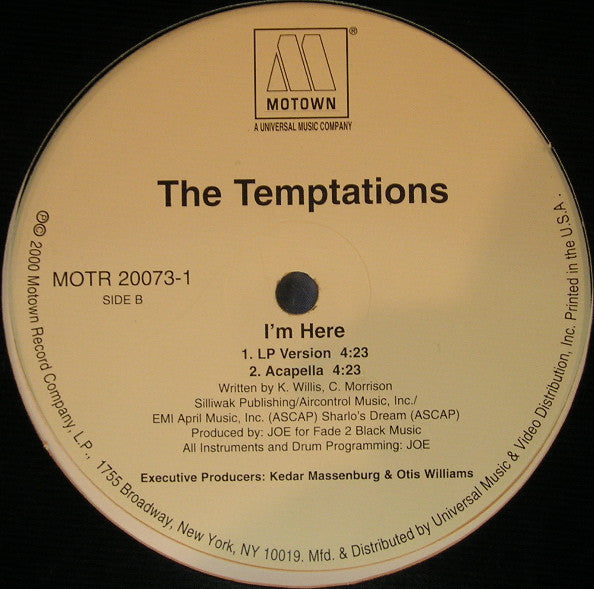 ®
MOTOWN
A UNIVERSAL MUSIC COMPANY
The Temptations
MOTR 20073-1
SIDE B
I'm Here
1. LP Version 4:23
2. Acapella 4:23
Written by K. Willis, C. Morrison
Silliwak Publishing/Aircontrol Music, Inc./
EMI April Music, Inc. (ASCAP) Sharlo's Dream (ASCAP)
Produced by: JOE for Fade 2 Black Music
All Instruments and Drum Programming: JOE
Executive Producers: Kedar Massenburg & Otis Williams
℗© 2000 Motown Record Company, L.P., 1755 Broadway, New York, NY 10019. Mfd. & Distributed by Universal Music & Video Distribution, Inc. Printed in the U.S.A.